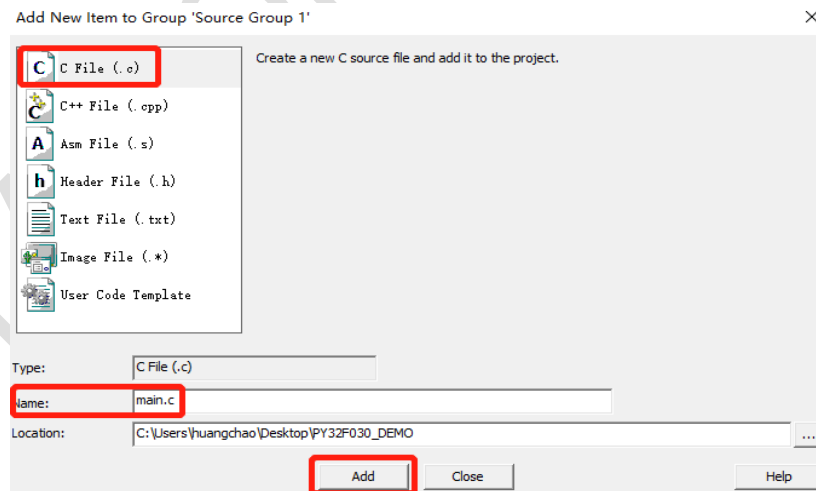 Add New Item to Group 'Source Group 1'
C File (.c)
Create a new C source file and add it to the project.
C++ File (.cpp)
Asm File (.s)
Header File (.h)
Text File (.txt)
Image File (.*)
User Code Template
Type:
C File (.c)
Name:
main.c
Location:
C:\Users\huangchao\Desktop\PY32F030_DEMO
...
Add
Close
Help